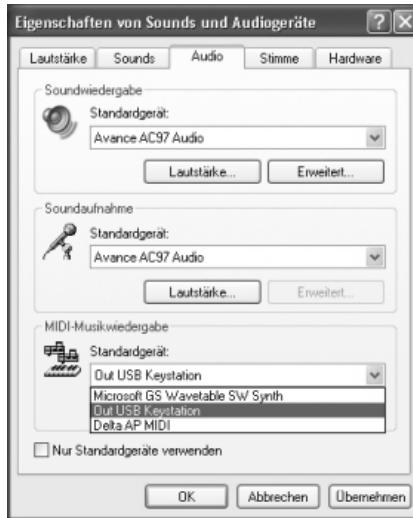 Eigenschaften von Sounds und Audiogeräte
Lautstärke Sounds Audio Stimme Hardware
Soundwiedergabe
Standardgerät:
Avance AC97 Audio
Lautstärke... Erweitert...
Soundaufnahme
Standardgerät:
Avance AC97 Audio
Lautstärke... Erweitert...
MIDI-Musikwiedergabe
Standardgerät:
Out USB Keystation
Microsoft GS Wavetable SW Synth
Out USB Keystation
Delta AP MIDI
Nur Standardgeräte verwenden
OK Abbrechen Übernehmen